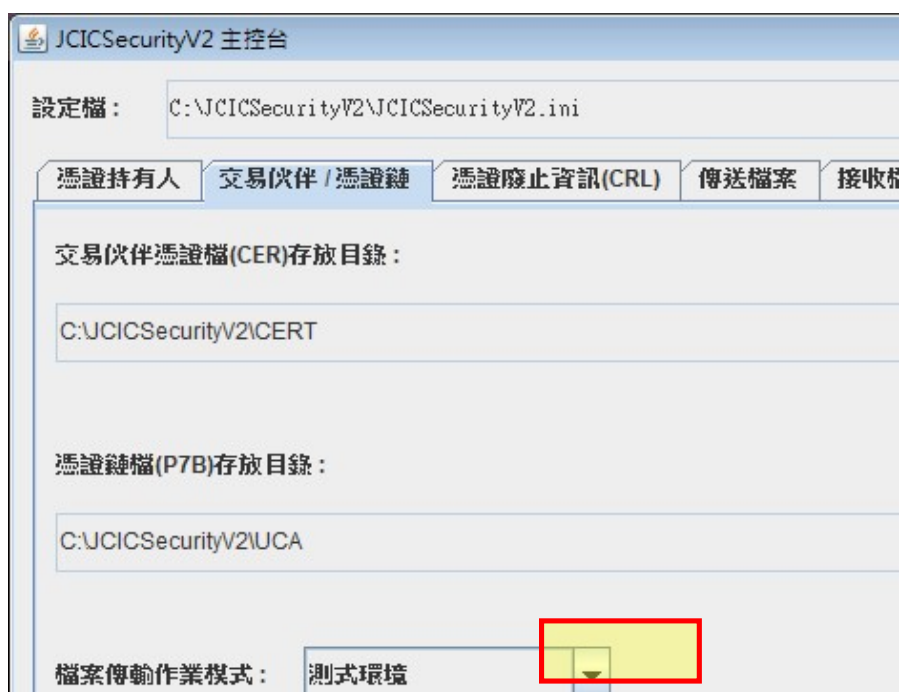 JCICSecurityV2 主控台
設定檔： C:\JCICSecurityV2\JCICSecurityV2.ini
憑證持有人 交易伙伴 / 憑證鏈 憑證廢止資訊(CRL) 傳送檔案 接收檔
交易伙伴憑證檔(CER)存放目錄：
C:\JCICSecurityV2\CERT
憑證鏈檔(P7B)存放目錄：
C:\JCICSecurityV2\UCA
檔案傳輸作業模式： 測式環境